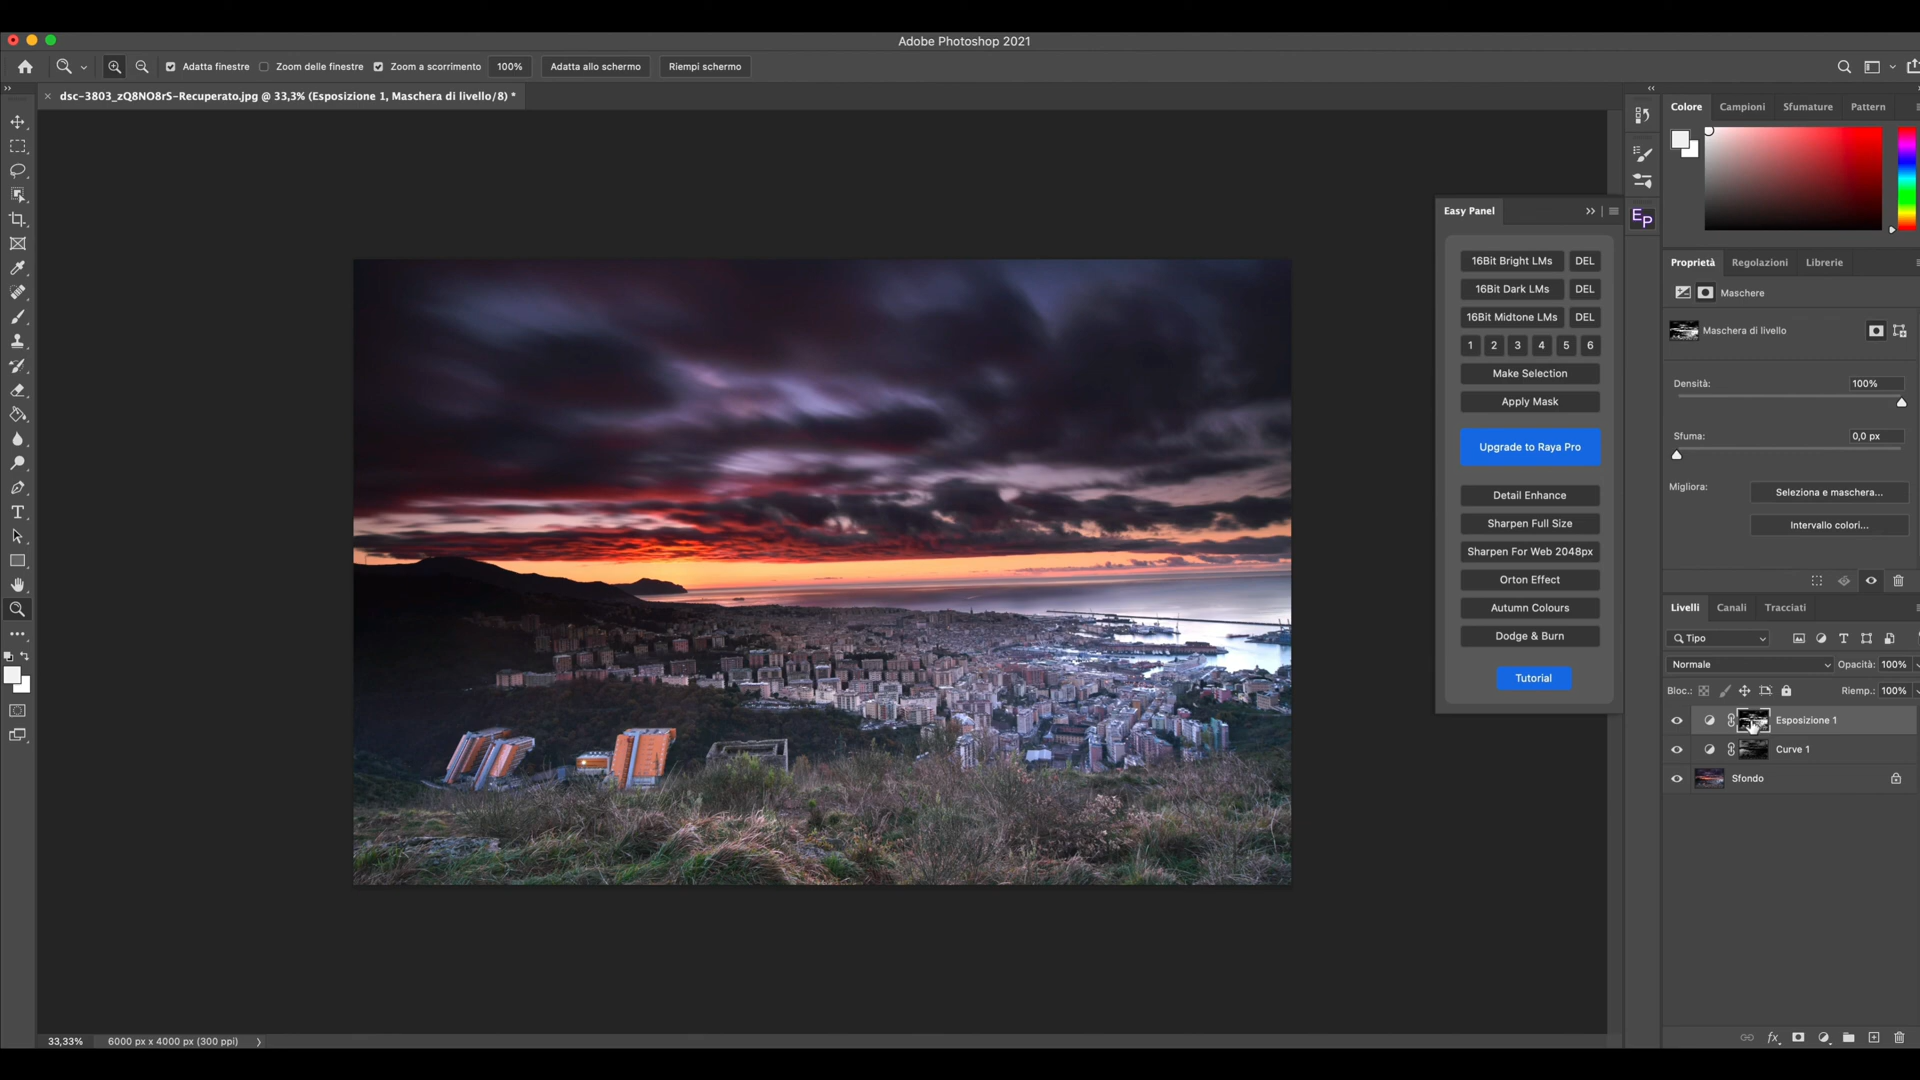 Adobe Photoshop 2021
Adatta finestre
Zoom delle finestre
Zoom a scorrimento
100%
Adatta allo schermo
Riempi schermo
dsc-3803_zQ8NO8rS-Recuperato.jpg @ 33,3% (Esposizione 1, Maschera di livello/8) *
Colore
Campioni
Sfumature
Pattern
Easy Panel
EP
16Bit Bright LMs
DEL
16Bit Dark LMs
DEL
16Bit Midtone LMs
DEL
1 2 3 4 5 6
Make Selection
Apply Mask
Upgrade to Raya Pro
Detail Enhance
Sharpen Full Size
Sharpen For Web 2048px
Orton Effect
Autumn Colours
Dodge & Burn
Tutorial
Proprietà
Regolazioni
Librerie
Maschere
Maschera di livello
Densità:
100%
Sfuma:
0,0 px
Migliora:
Seleziona e maschera...
Intervallo colori...
Livelli
Canali
Tracciati
Tipo
Normale
Opacità:
100%
Bloc.:
Riemp.:
100%
Esposizione 1
Curve 1
Sfondo
fx
33,33%
6000 px x 4000 px (300 ppi)